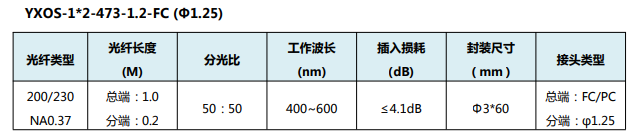 YXOS-1*2-473-1.2-FC (Φ1.25)
光纤类型 光纤长度 (M) 分光比 工作波长 (nm) 插入损耗 (dB) 封装尺寸 （mm） 接头类型
200/230 总端：1.0 50：50 400~600 ≤4.1dB Φ3*60 总端：FC/PC
NA0.37 分端：0.2 分端：φ1.25